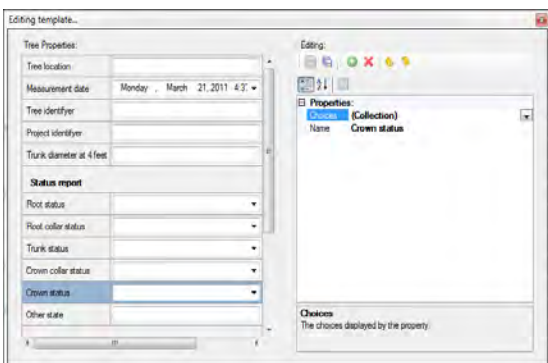 Editing template...
Tree Properties:
Tree location
Measurement date Monday , March 21, 2011 4:3
Tree identifyer
Project identifyer
Trunk diameter at 4 feet
Status report
Root status
Root collar status
Trunk status
Crown collar status
Crown status
Other state
Editing:
Properties:
Choices (Collection)
Name Crown status
Choices
The choices displayed by the property.